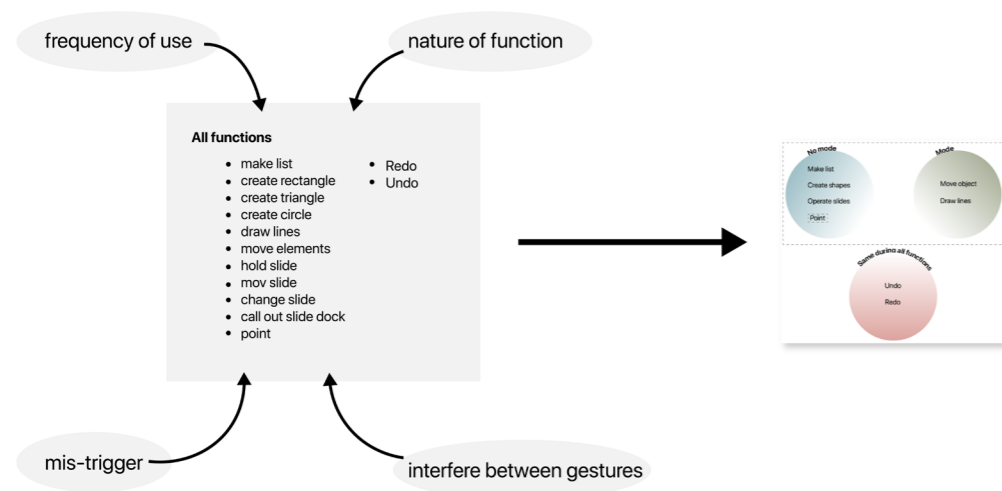 frequency of use
nature of function
All functions
make list
create rectangle
create triangle
create circle
draw lines
move elements
hold slide
mov slide
change slide
call out slide dock
point
Redo
Undo
mis-trigger
interfere between gestures
No mode
Make list
Create shapes
Operate slides
Point
Mode
Move object
Draw lines
Same during all functions
Undo
Redo